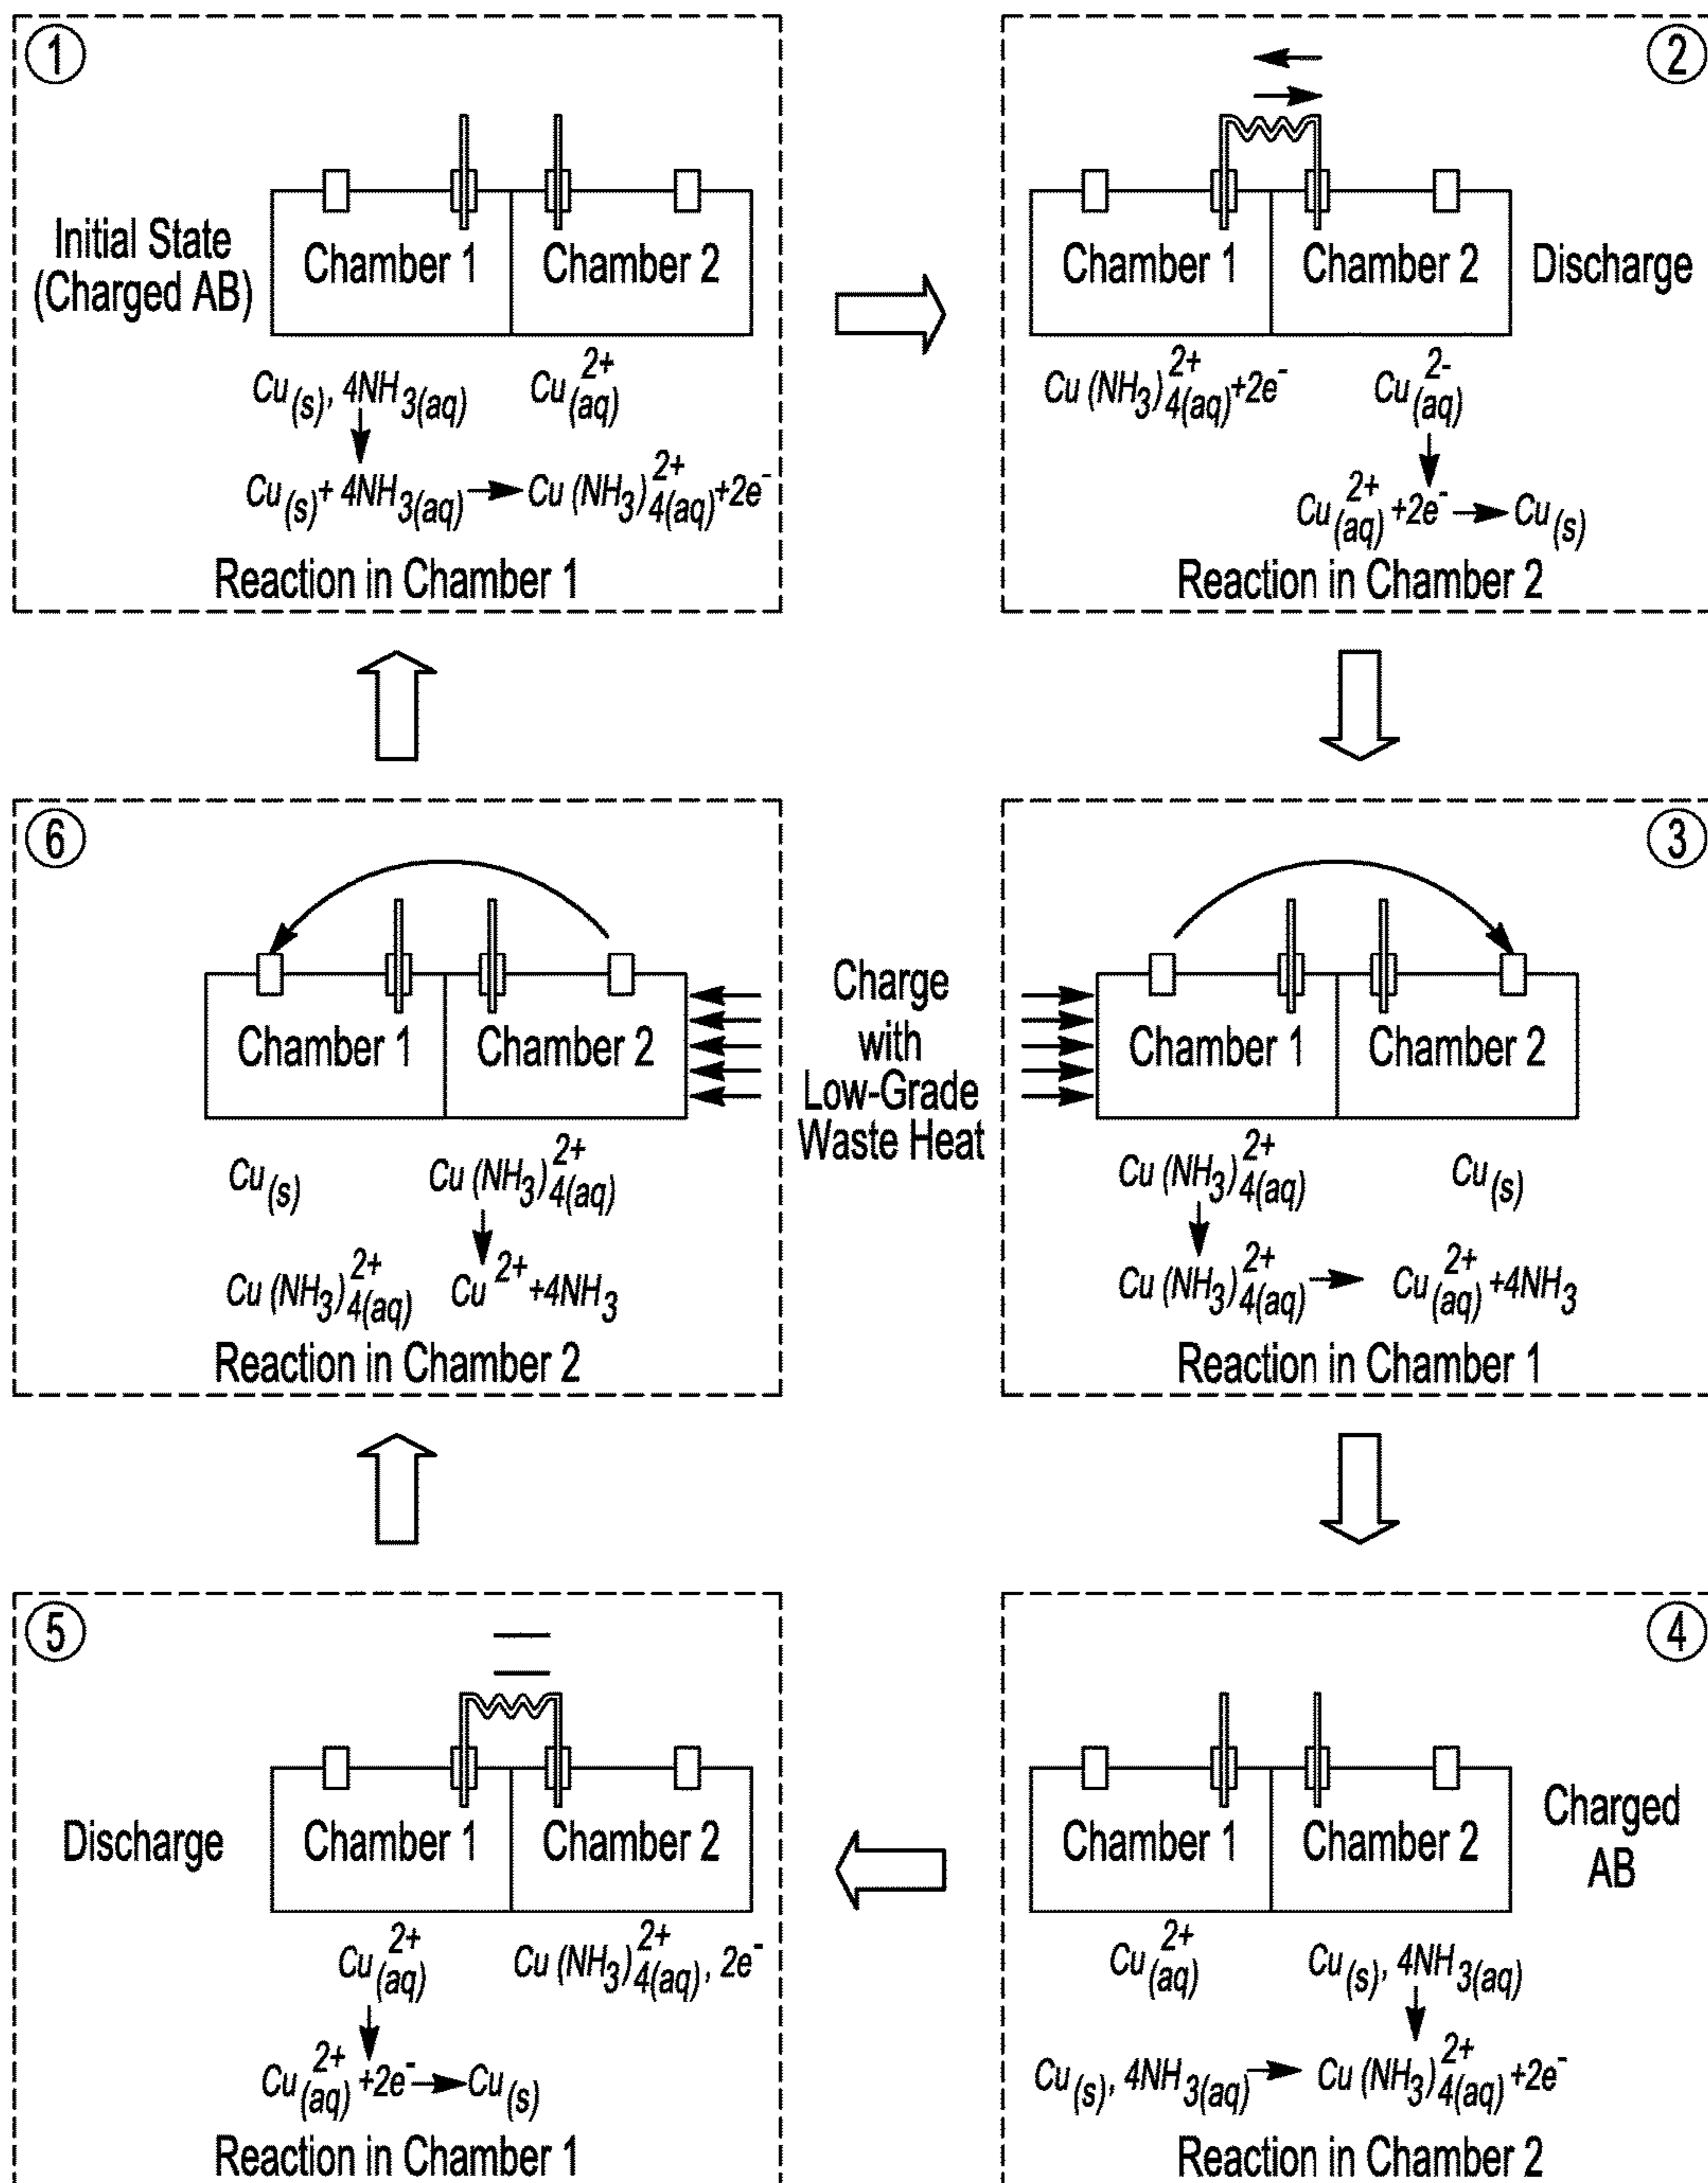 ①
Initial State
(Charged AB)
Chamber 1 Chamber 2
Cu(s), 4NH3(aq) Cu2+(aq)
Cu(s)+ 4NH3(aq) → Cu (NH3)2+4(aq)+2e-
Reaction in Chamber 1
②
Chamber 1 Chamber 2
Discharge
Cu (NH3)2+4(aq)+2e- Cu2-(aq)
Cu2+(aq)+2e- → Cu(s)
Reaction in Chamber 2
③
Chamber 1 Chamber 2
Cu (NH3)2+4(aq) Cu(s)
Cu (NH3)2+4(aq) → Cu2+(aq)+4NH3
Reaction in Chamber 1
Charge
with
Low-Grade
Waste Heat
④
Chamber 1 Chamber 2
Charged
AB
Cu2+(aq) Cu(s), 4NH3(aq)
Cu(s), 4NH3(aq) → Cu (NH3)2+4(aq)+2e-
Reaction in Chamber 2
⑤
Discharge
Chamber 1 Chamber 2
Cu2+(aq) Cu (NH3)2+4(aq), 2e-
Cu2+(aq)+2e- → Cu(s)
Reaction in Chamber 1
⑥
Chamber 1 Chamber 2
Cu(s) Cu (NH3)2+4(aq)
Cu (NH3)2+4(aq) Cu2+ +4NH3
Reaction in Chamber 2